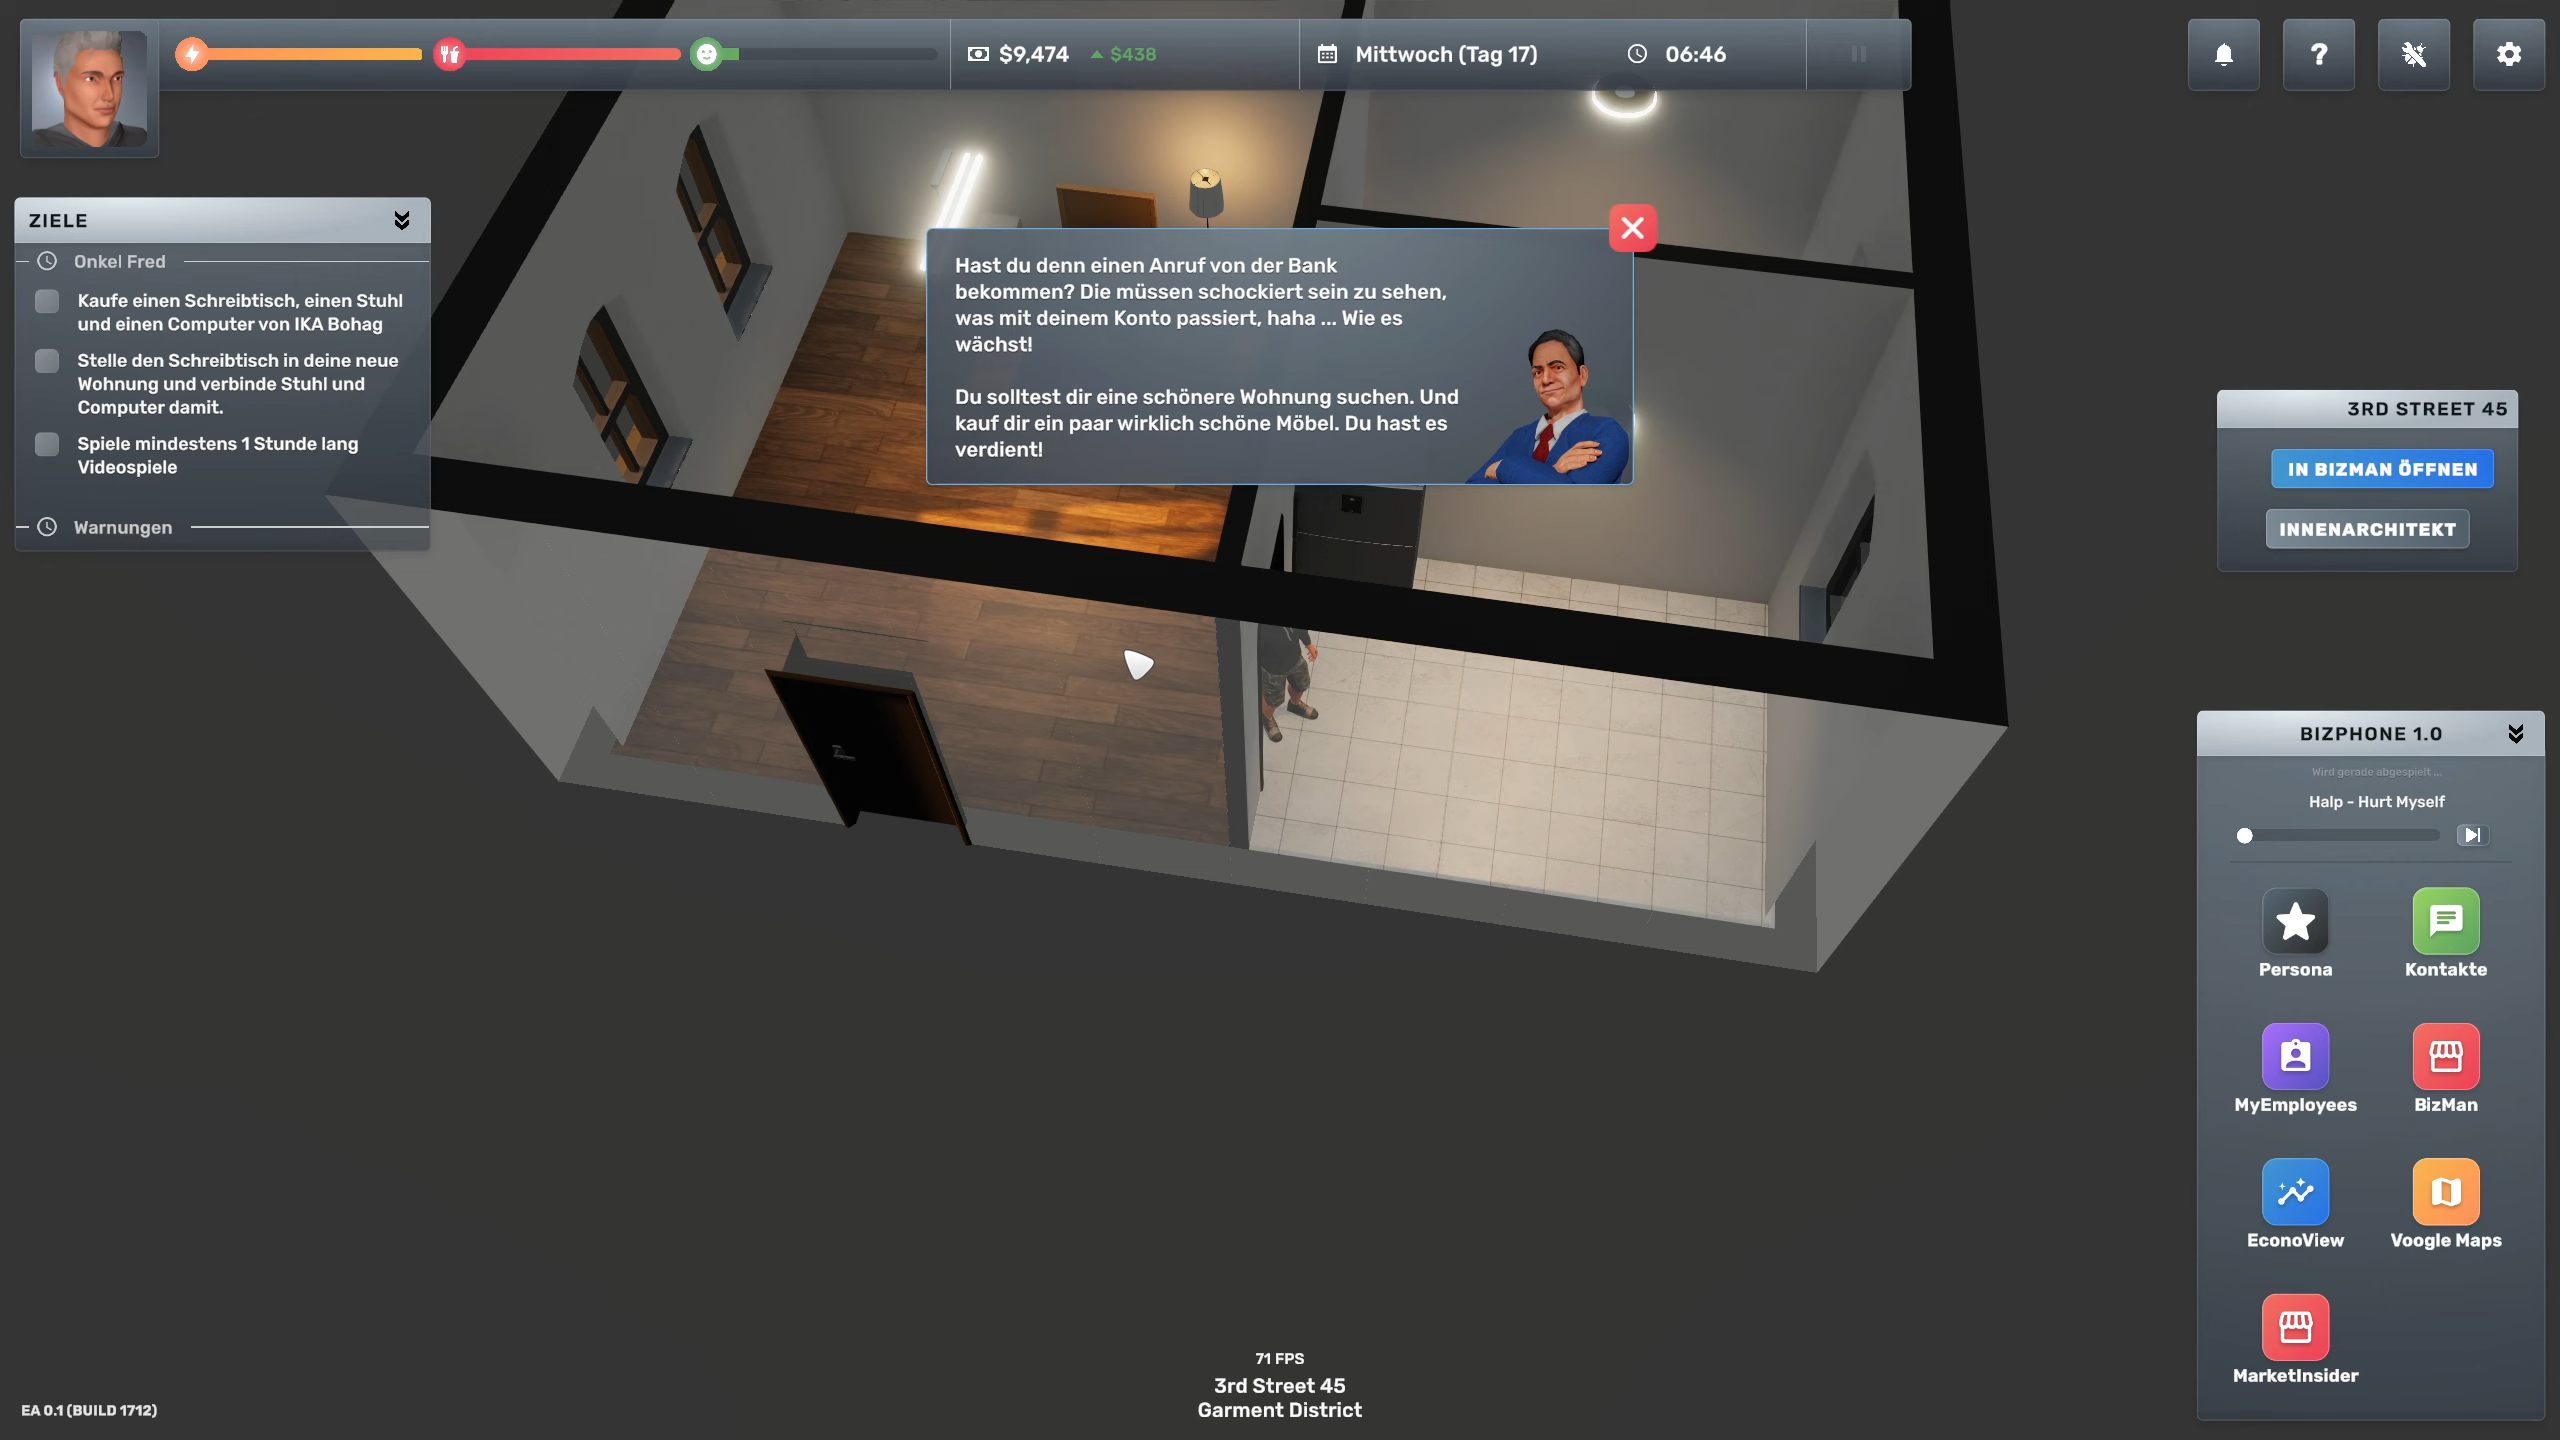 $9,474
$438
Mittwoch (Tag 17)
06:46
?
ZIELE
Onkel Fred
Kaufe einen Schreibtisch, einen Stuhl
und einen Computer von IKA Bohag
Stelle den Schreibtisch in deine neue
Wohnung und verbinde Stuhl und
Computer damit.
Spiele mindestens 1 Stunde lang
Videospiele
Warnungen
Hast du denn einen Anruf von der Bank
bekommen? Die müssen schockiert sein zu sehen,
was mit deinem Konto passiert, haha ... Wie es
wächst!
Du solltest dir eine schönere Wohnung suchen. Und
kauf dir ein paar wirklich schöne Möbel. Du hast es
verdient!
3RD STREET 45
IN BIZMAN ÖFFNEN
INNENARCHITEKT
BIZPHONE 1.0
Wird gerade abgespielt ...
Halp - Hurt Myself
Persona
Kontakte
MyEmployees
BizMan
EconoView
Voogle Maps
MarketInsider
71 FPS
3rd Street 45
Garment District
EA 0.1 (BUILD 1712)